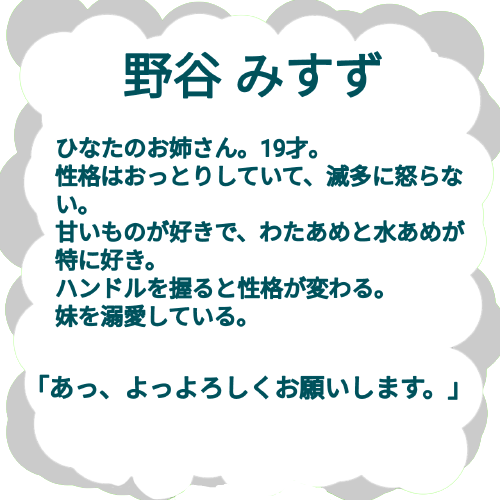 野谷 みすず
ひなたのお姉さん。19才。
性格はおっとりしていて、滅多に怒らな
い。
甘いものが好きで、わたあめと水あめが
特に好き。
ハンドルを握ると性格が変わる。
妹を溺愛している。
「あっ、よっよろしくお願いします。」